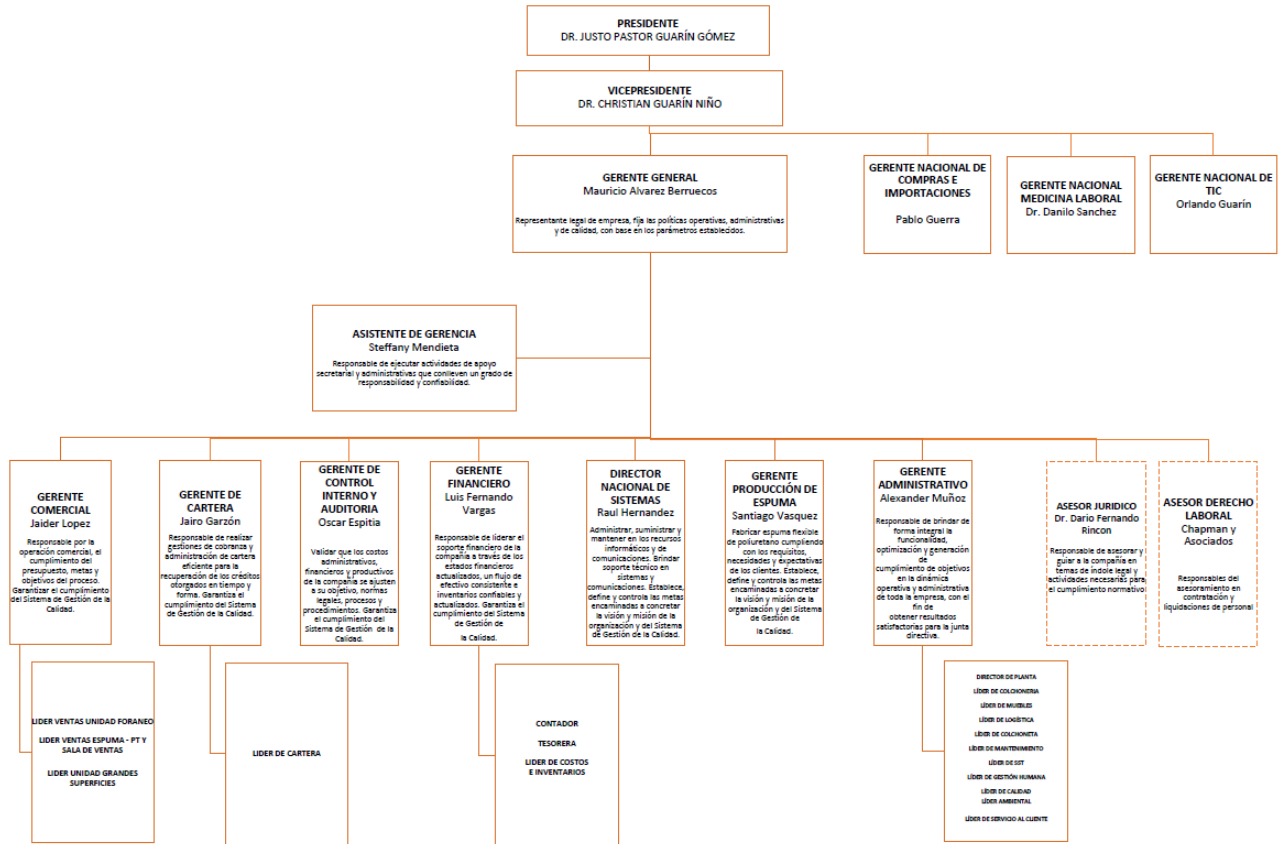 PRESIDENTE
DR. JUSTO PASTOR GUARÍN GÓMEZ
VICEPRESIDENTE
DR. CHRISTIAN GUARÍN NIÑO
GERENTE GENERAL
Mauricio Alvarez Berruecos
Representante legal de empresa, fija las políticas operativas, administrativas
y de calidad, con base en los parámetros establecidos.
GERENTE NACIONAL DE
COMPRAS E
IMPORTACIONES
Pablo Guerra
GERENTE NACIONAL
MEDICINA LABORAL
Dr. Danilo Sanchez
GERENTE NACIONAL DE
TIC
Orlando Guarín
ASISTENTE DE GERENCIA
Steffany Mendieta
Responsable de ejecutar actividades de apoyo
secretarial y administrativas que conlleven un grado de
responsabilidad y confiabilidad.
GERENTE
COMERCIAL
Jaider Lopez
Responsable por la
operación comercial, el
cumplimiento del
presupuesto, metas y
objetivos del proceso.
Garantizar el cumplimiento
del Sistema de Gestión de la
Calidad.
GERENTE DE
CARTERA
Jairo Garzón
Responsable de realizar
gestiones de cobranza y
administración de cartera
eficiente para la
recuperación de los créditos
otorgados en tiempo y
forma. Garantiza el
cumplimiento del Sistema
de Gestión de la Calidad.
GERENTE DE
CONTROL
INTERNO Y
AUDITORIA
Oscar Espitia
Validar que los costos
administrativos,
financieros y productivos
de la compañía se ajusten
a su objetivo, normas
legales, procesos y
procedimientos. Garantiza
el cumplimiento del
Sistema de Gestión de la
Calidad.
GERENTE
FINANCIERO
Luis Fernando
Vargas
Responsable de liderar el
soporte financiero de la
compañía a través de los
estados financieros
actualizados, un flujo de
efectivo consistente e
inventarios confiables y
actualizados. Garantiza el
cumplimiento del Sistema
de Gestión de
la Calidad.
DIRECTOR
NACIONAL DE
SISTEMAS
Raul Hernandez
Administrar, suministrar y
mantener en los recursos
informáticos y de
comunicaciones. Brindar
soporte técnico en
sistemas y
comunicaciones. Establece,
define y controla las metas
encaminadas a concretar
la visión y misión de la
organización y del Sistema
de Gestión de la Calidad.
GERENTE
PRODUCCIÓN DE
ESPUMA
Santiago Vasquez
Fabricar espuma flexible
de poliuretano cumpliendo
con los requisitos,
necesidades y expectativas
de los clientes. Establece,
define y controla las metas
encaminadas a concretar
la visión y misión de la
organización y del Sistema
de Gestión de
la Calidad.
GERENTE
ADMINISTRATIVO
Alexander Muñoz
Responsable de brindar de
forma integral la
funcionalidad,
optimización y generación
de
cumplimiento de objetivos
en la dinámica
operativa y administrativa
de toda la empresa, con el
fin de
obtener resultados
satisfactorias para la junta
directiva.
ASESOR JURIDICO
Dr. Dario Fernando
Rincon
Responsable de asesorar y
guiar a la compañía en
temas de indole legal y
actividades necesarias para
el cumplimiento normativo
ASESOR DERECHO
LABORAL
Chapman y
Asociados
Responsables del
asesoramiento en
contratación y
liquidaciones de personal
LIDER VENTAS UNIDAD FORANEO
LIDER VENTAS ESPUMA - PT Y
SALA DE VENTAS
LIDER UNIDAD GRANDES
SUPERFICIES
LIDER DE CARTERA
CONTADOR
TESORERA
LIDER DE COSTOS
E INVENTARIOS
DIRECTOR DE PLANTA
LÍDER DE COLCHONERIA
LÍDER DE MUEBLES
LÍDER DE LOGÍSTICA
LÍDER DE COLCHONETA
LÍDER DE MANTENIMIENTO
LÍDER DE SST
LÍDER DE GESTIÓN HUMANA
LÍDER DE CALIDAD
LÍDER AMBIENTAL
LÍDER DE SERVICIO AL CLIENTE